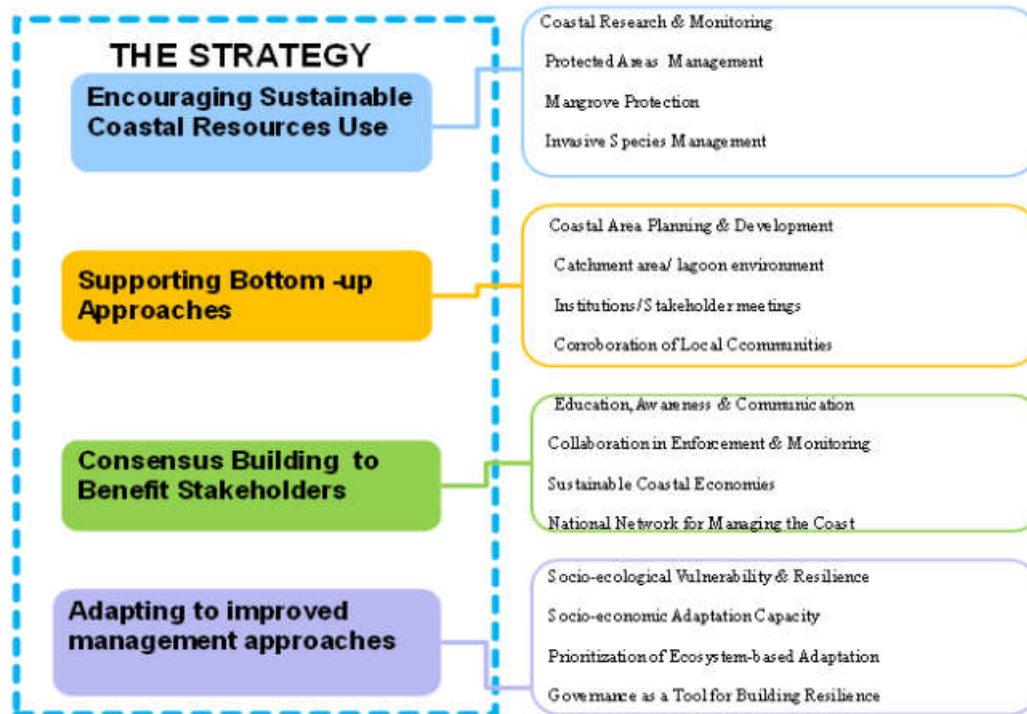 THE STRATEGY
Encouraging Sustainable
Coastal Resources Use
Coastal Research & Monitoring
Protected Areas Management
Mangrove Protection
Invasive Species Management
Supporting Bottom -up
Approaches
Coastal Area Planning & Development
Catchment area/ lagoon environment
Institutions/Stakeholder meetings
Corroboration of Local Ccommunities
Consensus Building to
Benefit Stakeholders
Education, Awareness & Communication
Collaboration in Enforcement & Monitoring
Sustainable Coastal Economies
National Network for Managing the Coast
Adapting to improved
management approaches
Socio-ecological Vulnerability & Resilience
Socio-economic Adaptation Capacity
Prioritization of Ecosystem-based Adaptation
Governance as a Tool for Building Resilience